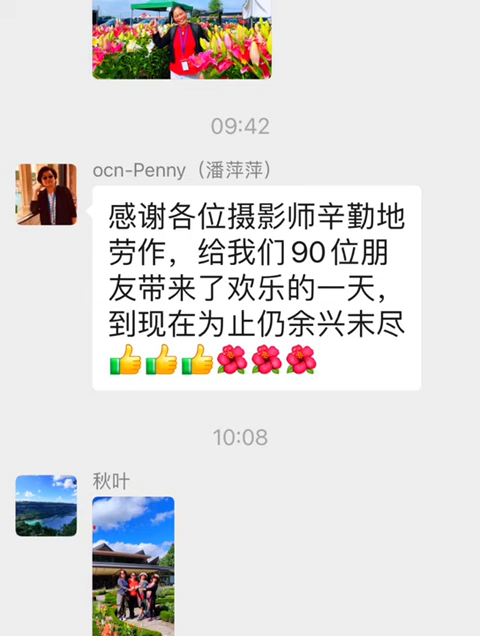 09:42
ocn-Penny（潘萍萍）
感谢各位摄影师辛勤地
劳作，给我们90位朋
友带来了欢乐的一天，
到现在为止仍余兴末尽
👍👍👍🌺🌺🌺
10:08
秋叶